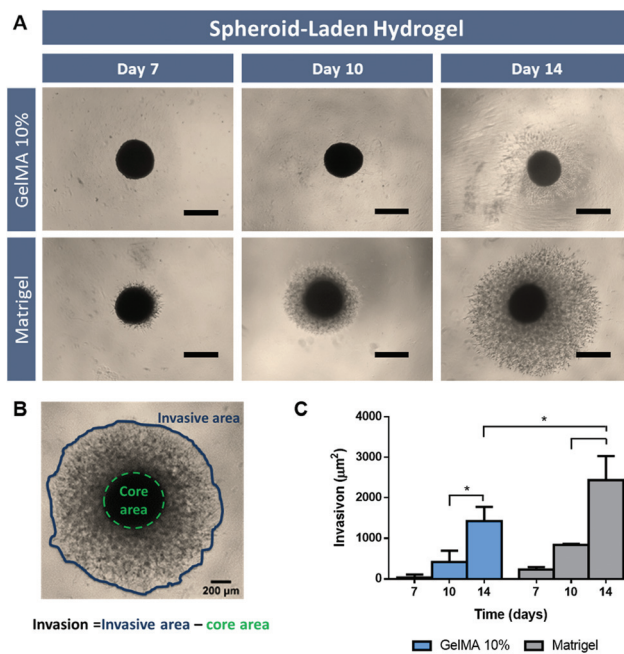 A
Spheroid-Laden Hydrogel
Day 7 Day 10 Day 14
GelMA 10%
Matrigel
B
Invasive area
Core
area
200 µm
Invasion =Invasive area – core area
C
Invasivon (µm²)
4000
3000
2000
1000
0
*
*
7 10 14 7 10 14
Time (days)
GelMA 10% Matrigel